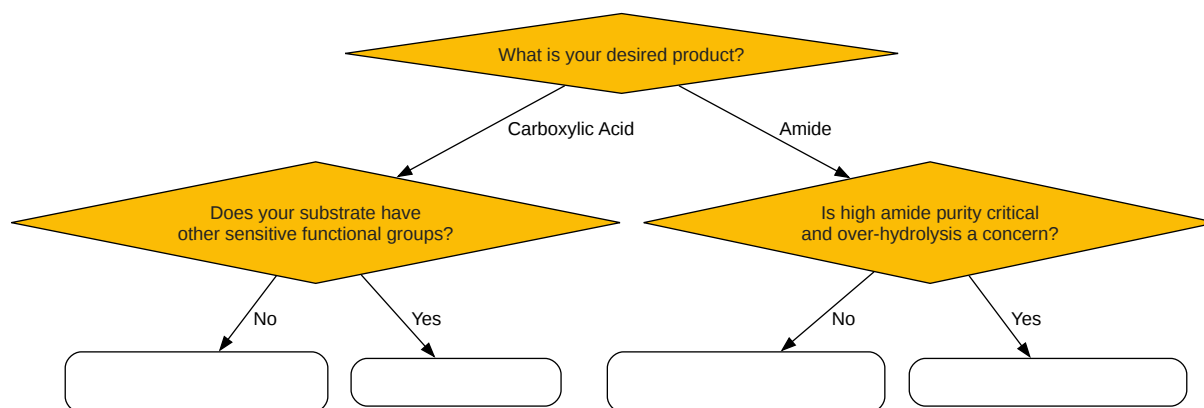 What is your desired product?
Carboxylic Acid
Amide
Does your substrate have
other sensitive functional groups?
Is high amide purity critical
and over-hydrolysis a concern?
No
Yes
No
Yes